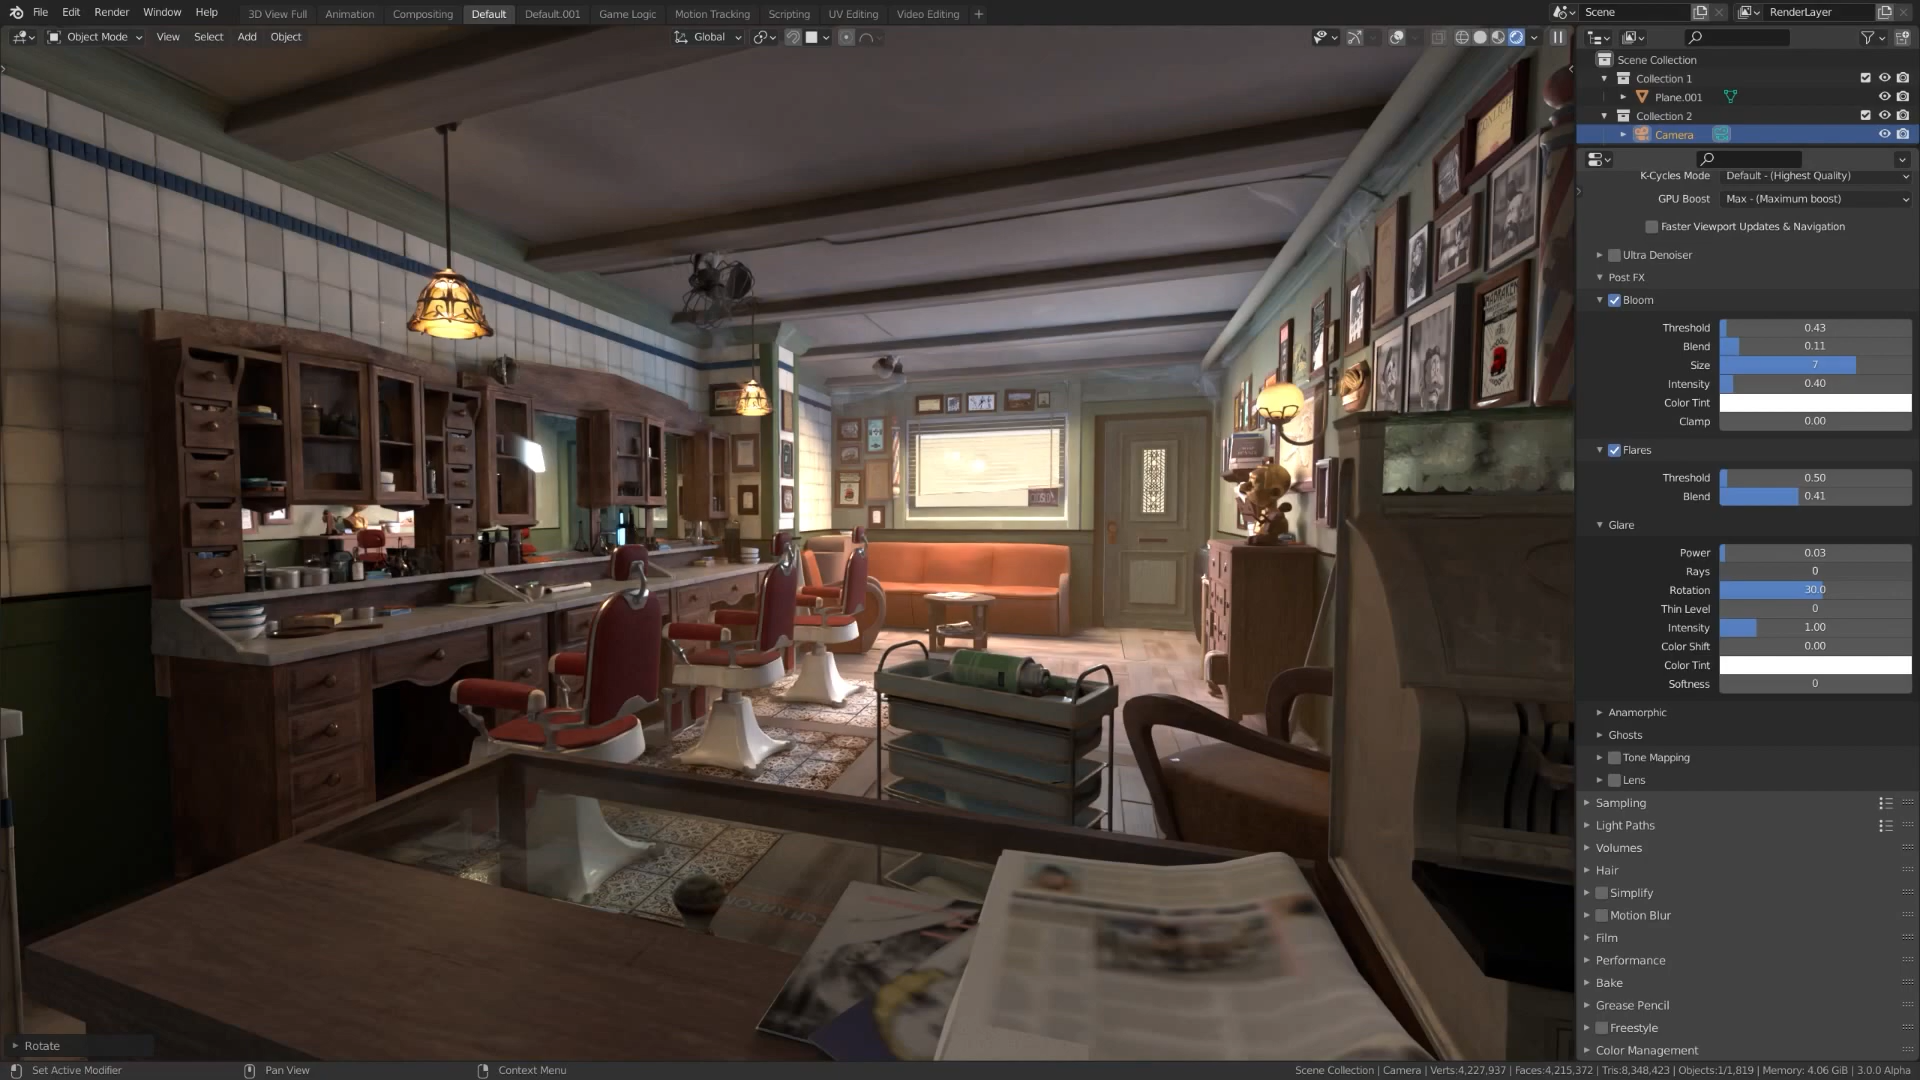 File Edit Render Window Help 3D View Full Animation Compositing Default Default.001 Game Logic Motion Tracking Scripting UV Editing Video Editing + Scene RenderLayer
Object Mode View Select Add Object Global
Scene Collection
Collection 1
Plane.001
Collection 2
Camera
K-Cycles Mode Default - (Highest Quality)
GPU Boost Max - (Maximum boost)
Faster Viewport Updates & Navigation
Ultra Denoiser
Post FX
Bloom
Threshold 0.43
Blend 0.11
Size 7
Intensity 0.40
Color Tint
Clamp 0.00
Flares
Threshold 0.50
Blend 0.41
Glare
Power 0.03
Rays 0
Rotation 30.0
Thin Level 0
Intensity 1.00
Color Shift 0.00
Color Tint
Softness 0
Anamorphic
Ghosts
Tone Mapping
Lens
Sampling
Light Paths
Volumes
Hair
Simplify
Motion Blur
Film
Performance
Bake
Grease Pencil
Freestyle
Color Management
Rotate
Set Active Modifier Pan View Context Menu Scene Collection | Camera | Verts:4,227,937 | Faces:4,215,372 | Tris:8,348,423 | Objects:1/1,819 | Memory: 4.06 GiB | 3.0.0 Alpha